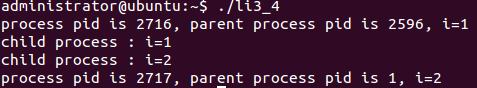 administrator@ubuntu:~$ ./li3_4
process pid is 2716, parent process pid is 2596, i=1
child process : i=1
child process : i=2
process pid is 2717, parent process pid is 1, i=2